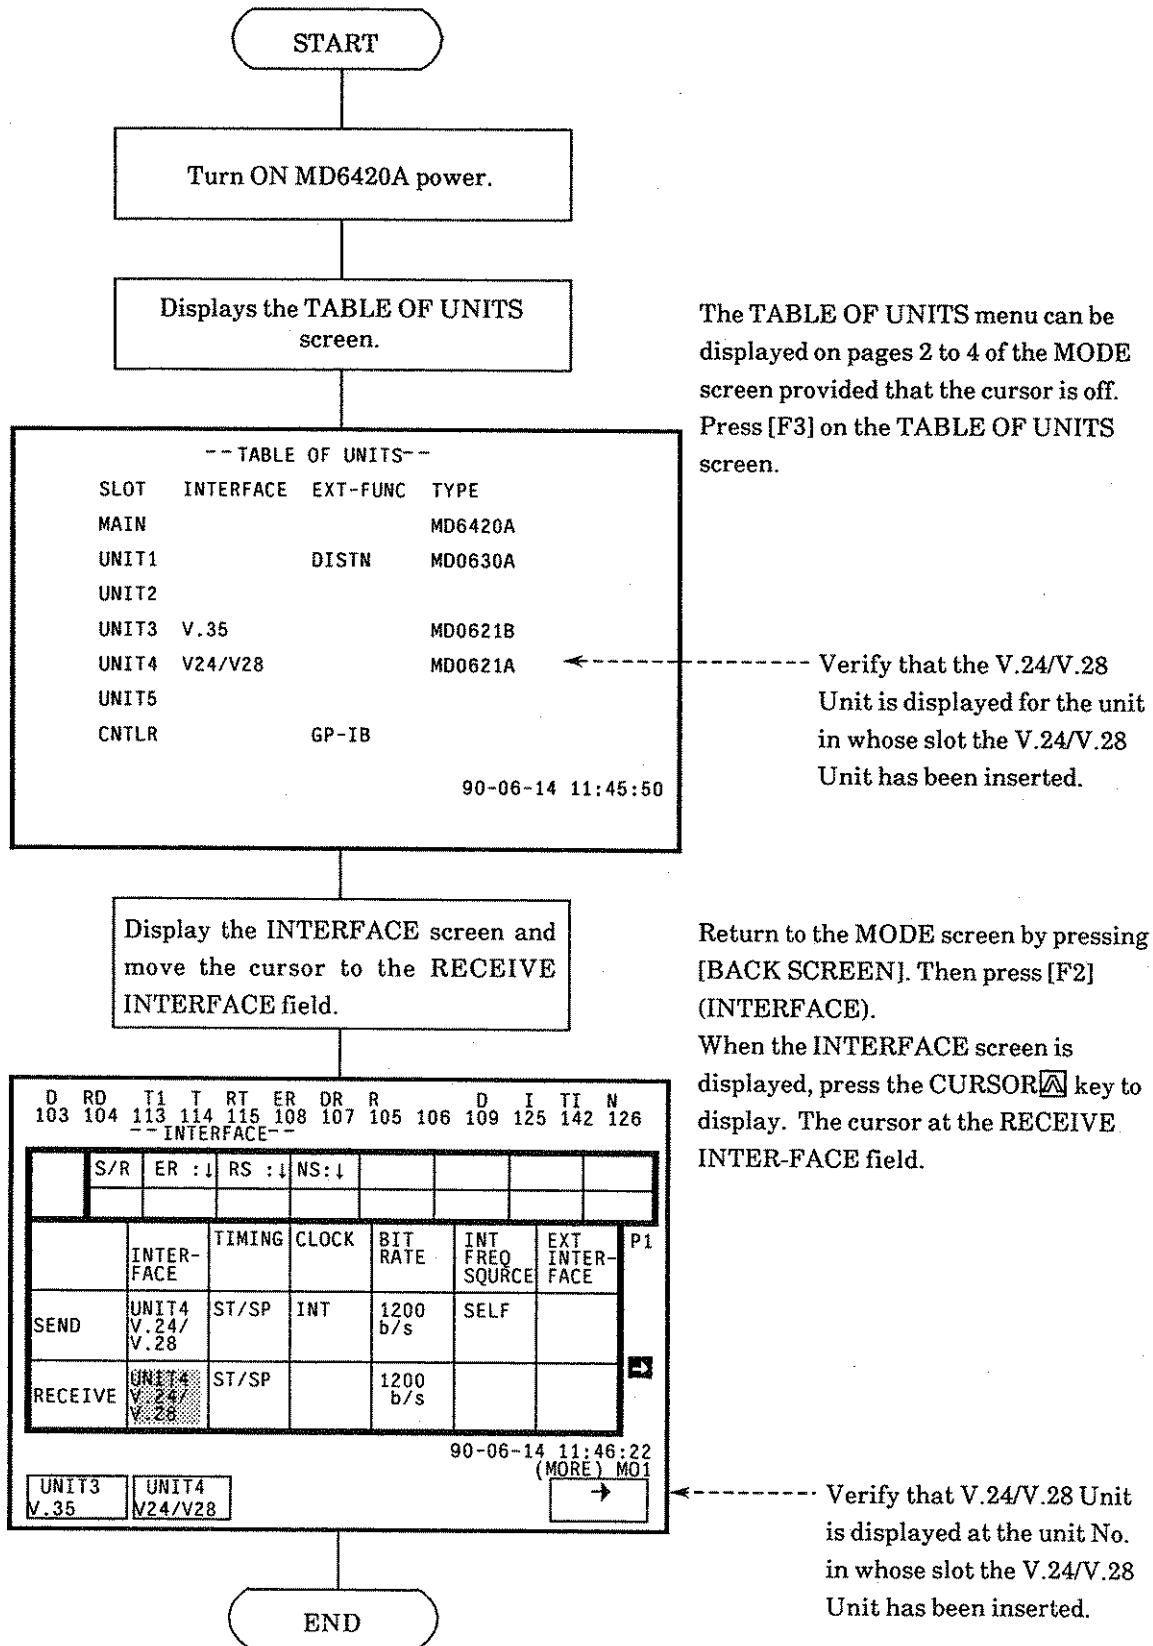 START
Turn ON MD6420A power.
Displays the TABLE OF UNITS
screen.
The TABLE OF UNITS menu can be
displayed on pages 2 to 4 of the MODE
screen provided that the cursor is off.
Press [F3] on the TABLE OF UNITS
screen.
--TABLE OF UNITS--
SLOT INTERFACE EXT-FUNC TYPE
MAIN MD6420A
UNIT1 DISTN MD0630A
UNIT2
UNIT3 V.35 MD0621B
UNIT4 V24/V28 MD0621A
UNIT5
CNTLR GP-IB
90-06-14 11:45:50
Verify that the V.24/V.28
Unit is displayed for the unit
in whose slot the V.24/V.28
Unit has been inserted.
Display the INTERFACE screen and
move the cursor to the RECEIVE
INTERFACE field.
Return to the MODE screen by pressing
[BACK SCREEN]. Then press [F2]
(INTERFACE).
When the INTERFACE screen is
displayed, press the CURSOR key to
display. The cursor at the RECEIVE
INTER-FACE field.
D RD T1 T RT ER DR R D I TI N
103 104 113 114 115 108 107 105 106 109 125 142 126
--INTERFACE--
S/R ER :↓ RS :↓ NS:↓
INTER-
FACE
TIMING CLOCK
BIT
RATE
INT
FREQ
SQURCE
EXT
INTER-
FACE
P1
SEND
UNIT4
V.24/
V.28
ST/SP INT
1200
b/s
SELF
→
RECEIVE
UNIT4
V.24/
V.28
ST/SP
1200
b/s
90-06-14 11:46:22
(MORE) M01
UNIT3
V.35
UNIT4
V24/V28
→
Verify that V.24/V.28 Unit
is displayed at the unit No.
in whose slot the V.24/V.28
Unit has been inserted.
END